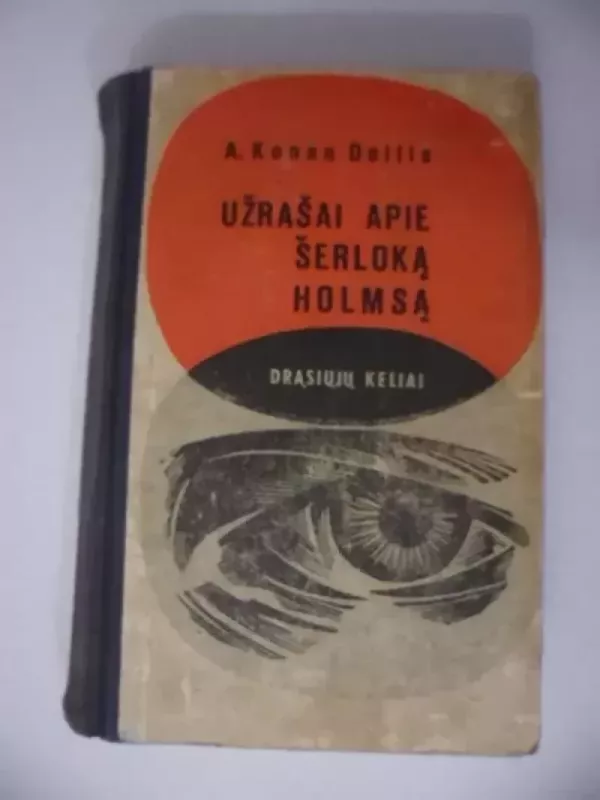 A. Konan Doilis
UŽRAŠAI APIE
ŠERLOKĄ
HOLMSĄ
DRĄSIŲJŲ KELIAI